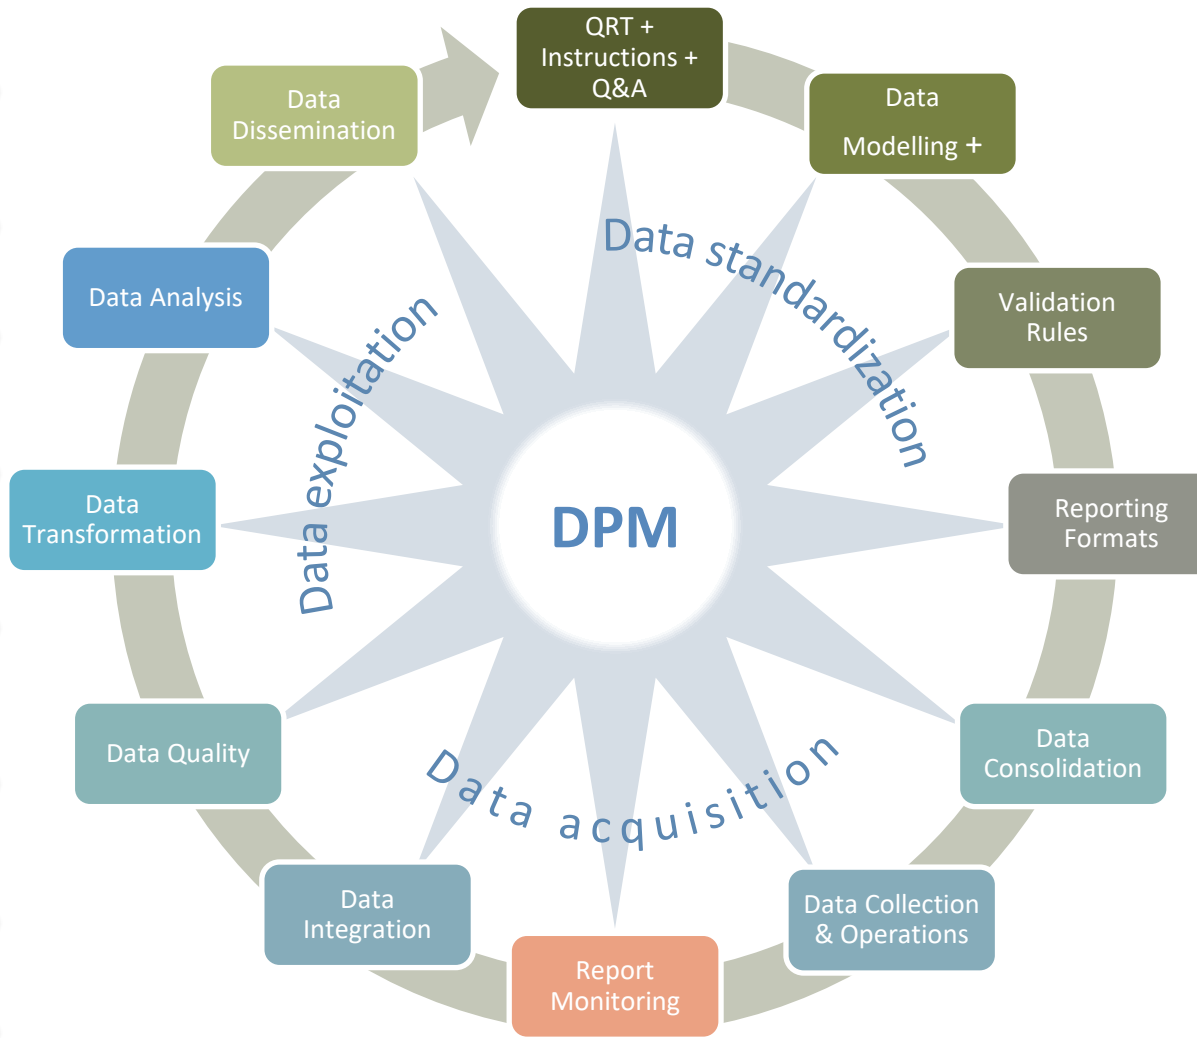 QRT +
Instructions +
Q&A
Data
Modelling +
Validation
Rules
Reporting
Formats
Data
Consolidation
Data Collection
& Operations
Report
Monitoring
Data
Integration
Data Quality
Data
Transformation
Data Analysis
Data
Dissemination
Data standardization
Data acquisition
Data exploitation
DPM